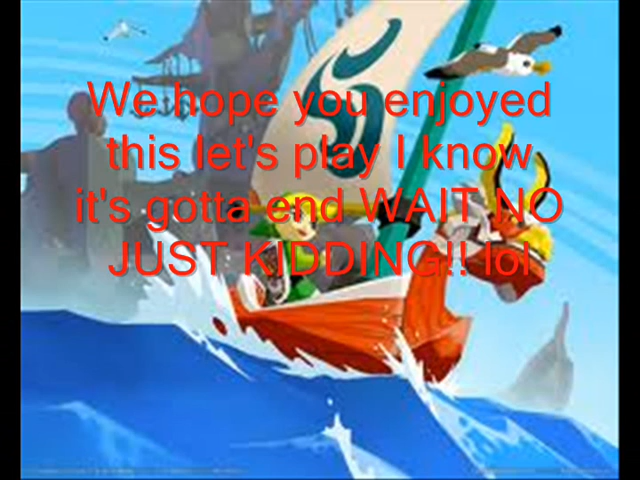 We hope you enjoyed
this let's play I know
it's gotta end WAIT NO
JUST KIDDING!! lol